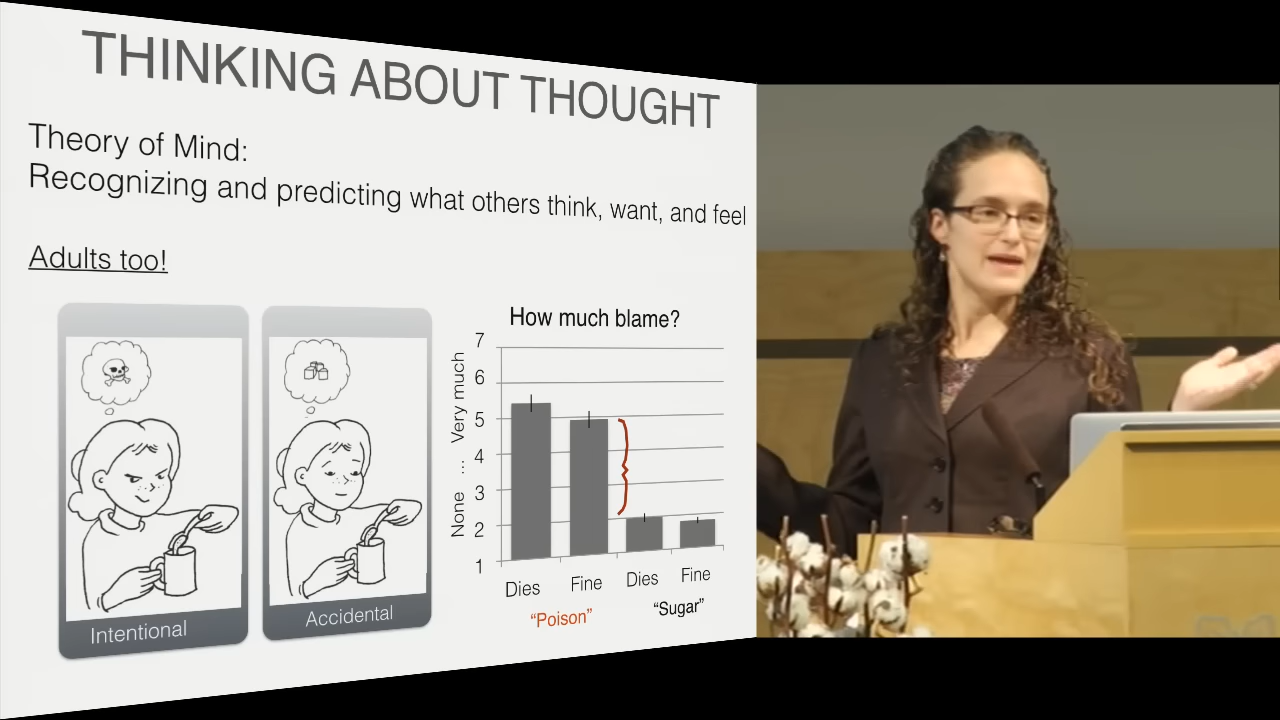 THINKING ABOUT THOUGHT
Theory of Mind:
Recognizing and predicting what others think, want, and feel
Adults too!
Intentional
Accidental
How much blame?
None ... Very much
7
6
5
4
3
2
1
Dies
Fine
Dies
Fine
“Poison”
“Sugar”